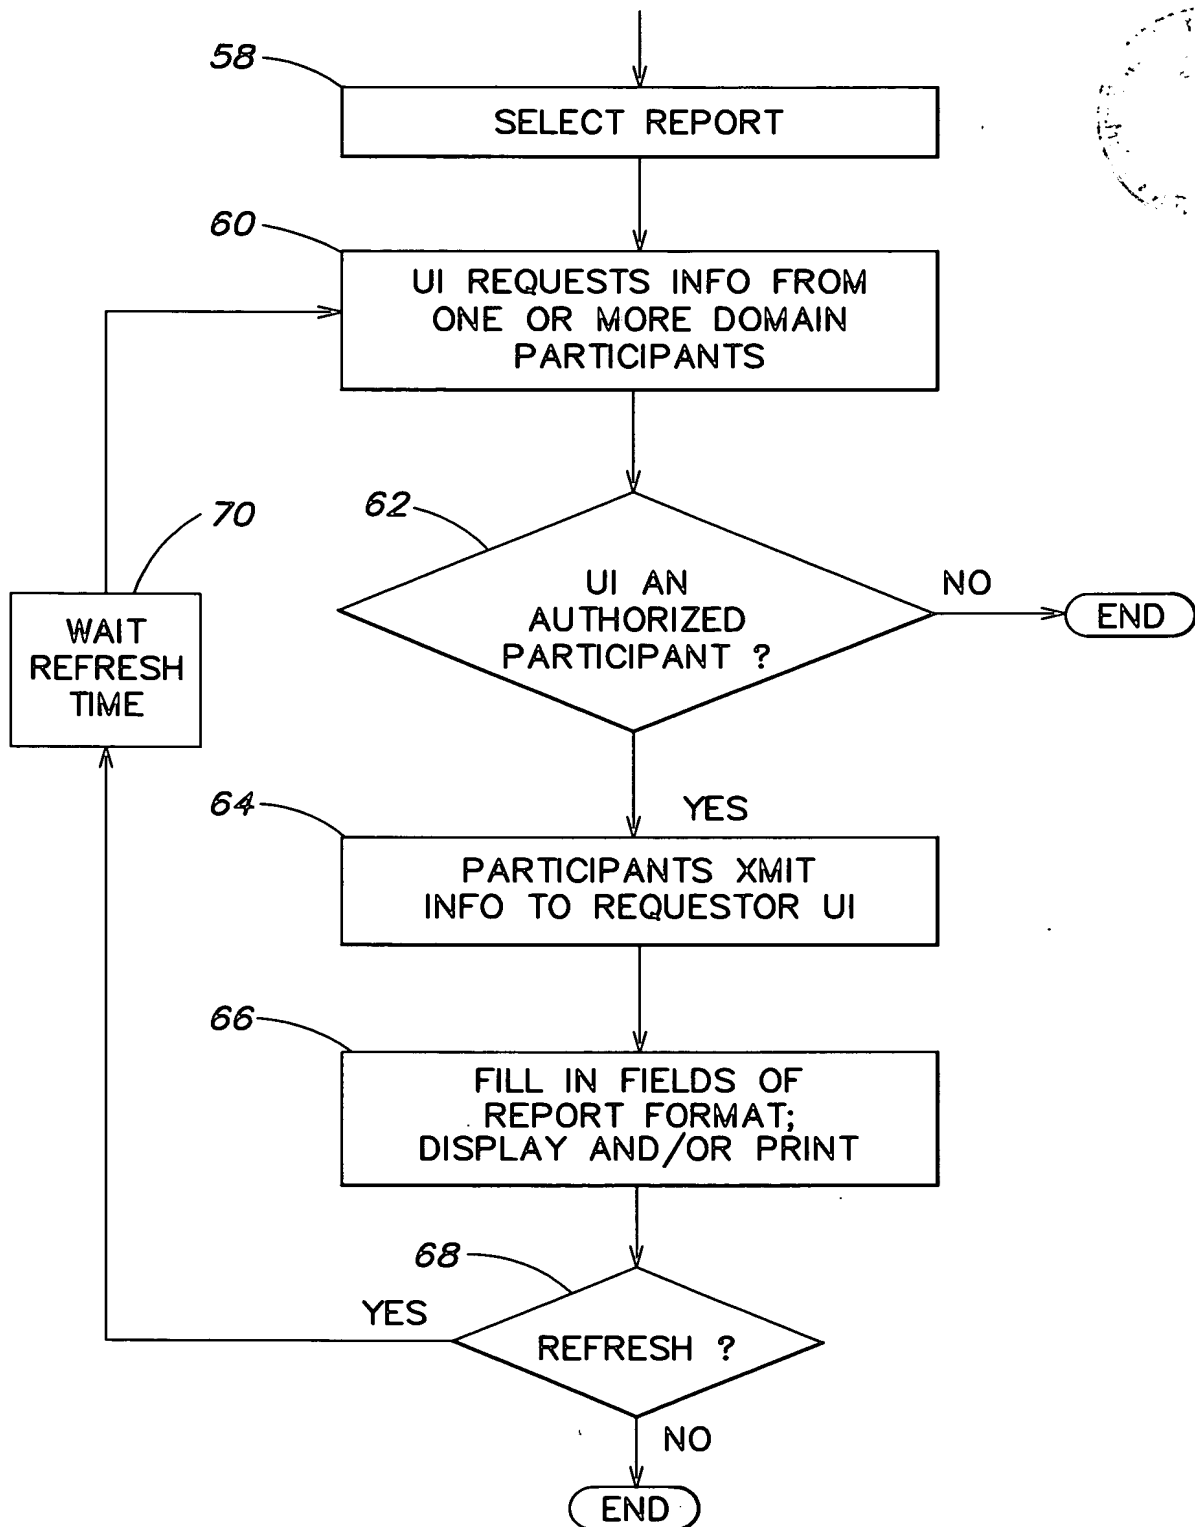 58
SELECT REPORT
60
UI REQUESTS INFO FROM
ONE OR MORE DOMAIN
PARTICIPANTS
62
UI AN
AUTHORIZED
PARTICIPANT ?
NO
END
70
WAIT
REFRESH
TIME
YES
64
PARTICIPANTS XMIT
INFO TO REQUESTOR UI
66
FILL IN FIELDS OF
REPORT FORMAT;
DISPLAY AND/OR PRINT
68
YES
REFRESH ?
NO
END